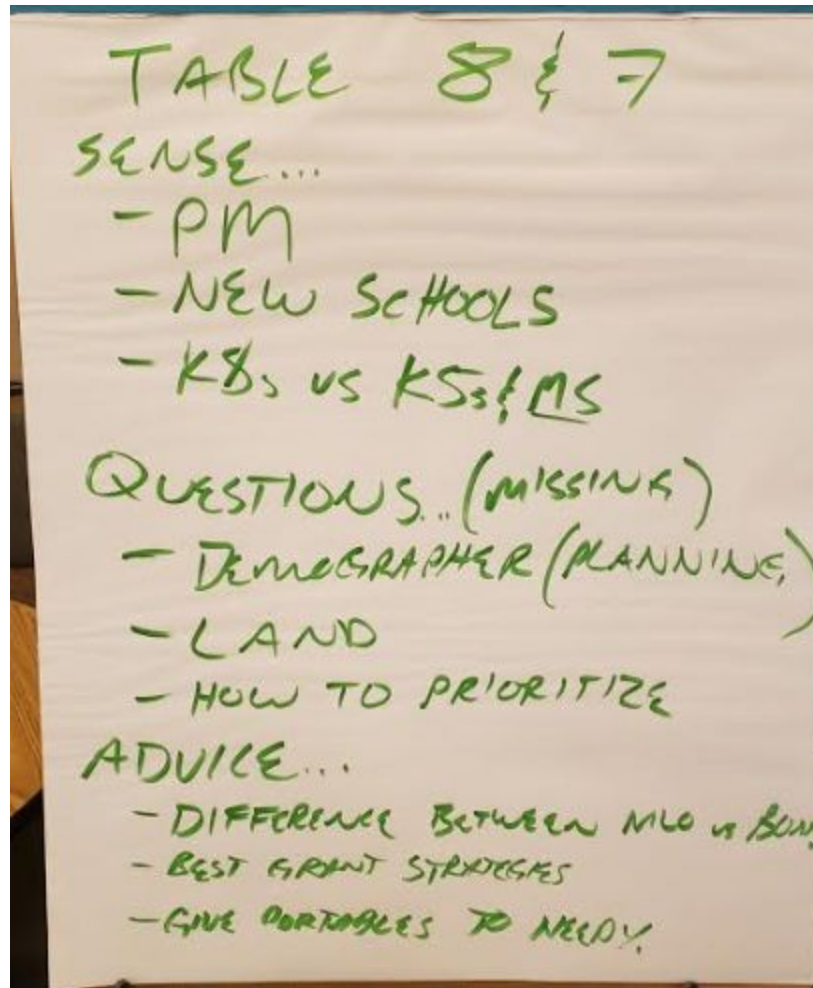 TABLE 8 & 7
SENSE...
- PM
- NEW SCHOOLS
- K8s vs K5s & MS
QUESTIONS... (MISSING)
- DEMOGRAPHER (PLANNING)
- LAND
- HOW TO PRIORITIZE
ADVICE...
- DIFFERENCE BETWEEN MLO vs
- BEST GRANT STRATEGIES
- GIVE PORTABLES TO NEEDY.